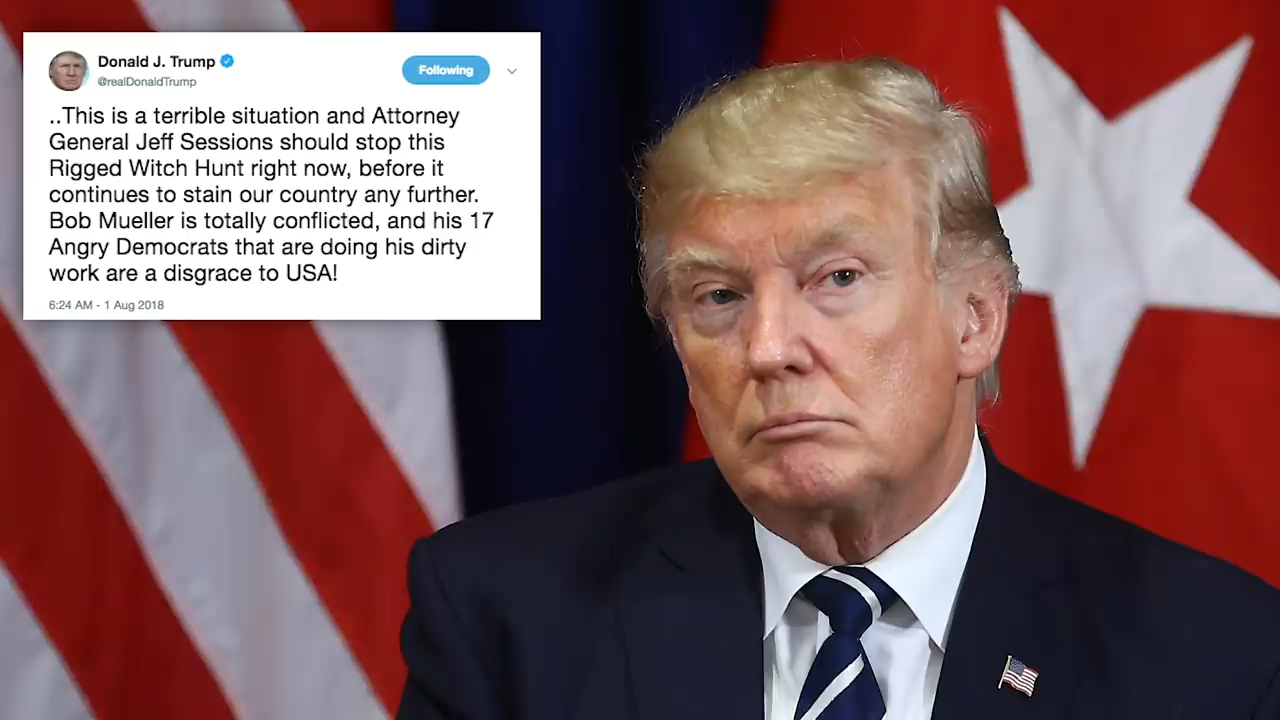 Donald J. Trump
@realDonaldTrump
Following
..This is a terrible situation and Attorney
General Jeff Sessions should stop this
Rigged Witch Hunt right now, before it
continues to stain our country any further.
Bob Mueller is totally conflicted, and his 17
Angry Democrats that are doing his dirty
work are a disgrace to USA!
6:24 AM - 1 Aug 2018